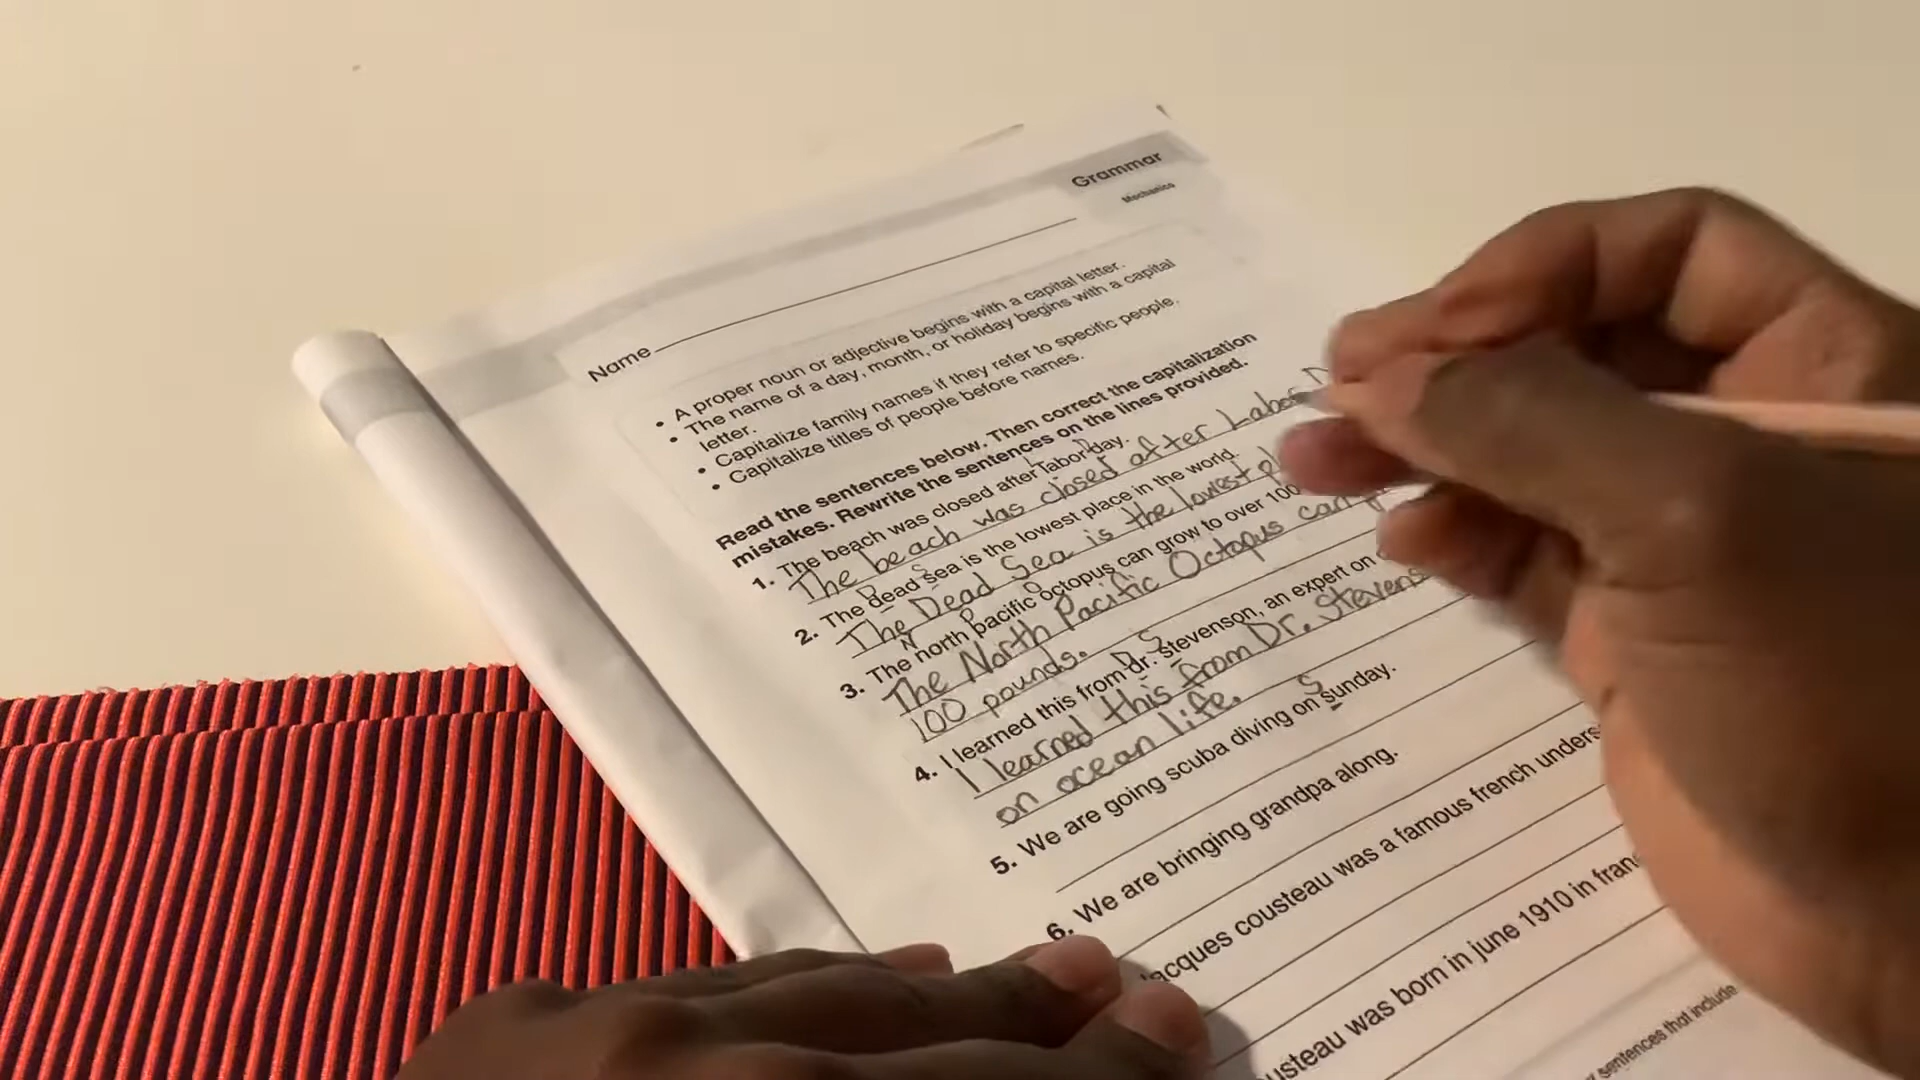 Grammar
Mechanics
Name
• A proper noun or adjective begins with a capital letter.
• The name of a day, month, or holiday begins with a capital
letter.
• Capitalize family names if they refer to specific people.
• Capitalize titles of people before names.
Read the sentences below. Then correct the capitalization
mistakes. Rewrite the sentences on the lines provided.
L D
1. The beach was closed after labor day.
The beach was closed after Labor D
D S
2. The dead sea is the lowest place in the world.
The Dead Sea is the lowest pl
N P O
3. The north pacific octopus can grow to over 100
The North Pacific Octopus can
100 pounds.
D S
4. I learned this from dr. stevenson, an expert on
I learned this from Dr. Stevens
on ocean life.
S
5. We are going scuba diving on sunday.
6. We are bringing grandpa along.
acques cousteau was a famous french unders
usteau was born in june 1910 in fran
sentences that include